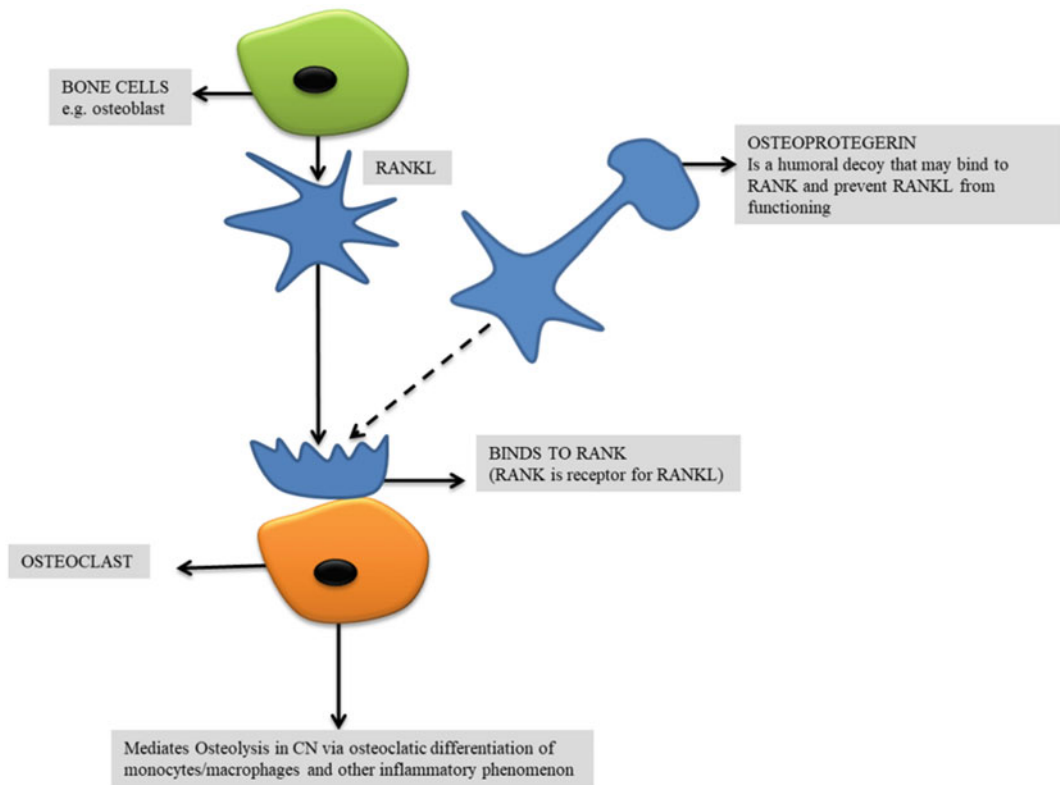 BONE CELLS
e.g. osteoblast
RANKL
OSTEOPROTEGERIN
Is a humoral decoy that may bind to
RANK and prevent RANKL from
functioning
BINDS TO RANK
(RANK is receptor for RANKL)
OSTEOCLAST
Mediates Osteolysis in CN via osteoclatic differentiation of
monocytes/macrophages and other inflammatory phenomenon